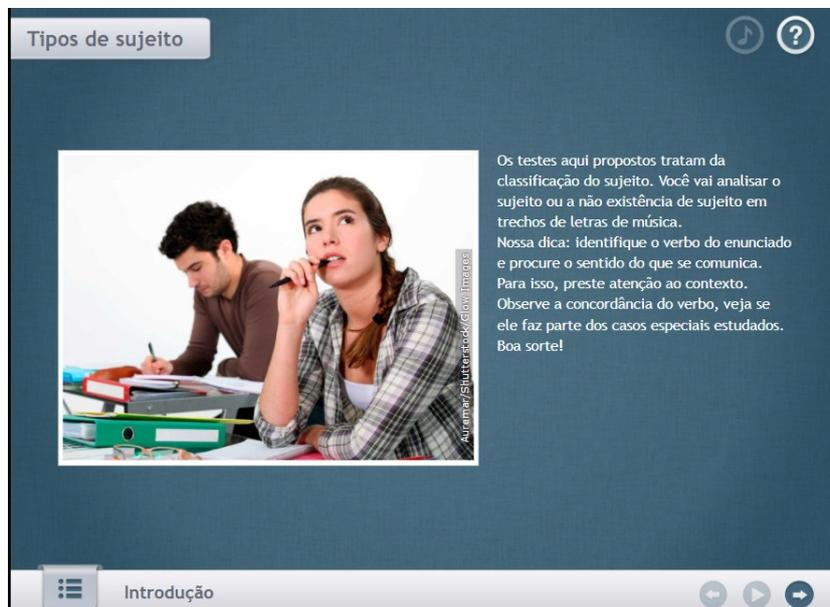 Tipos de sujeito
Os testes aqui propostos tratam da
classificação do sujeito. Você vai analisar o
sujeito ou a não existência de sujeito em
trechos de letras de música.
Nossa dica: identifique o verbo do enunciado
e procure o sentido do que se comunica.
Para isso, preste atenção ao contexto.
Observe a concordância do verbo, veja se
ele faz parte dos casos especiais estudados.
Boa sorte!
Auremar/Shutterstock/Glow Images
Introdução